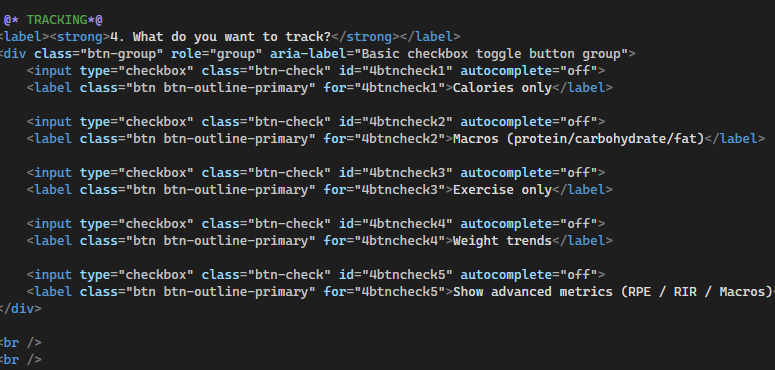 @* TRACKING*@
<label><strong>4. What do you want to track?</strong></label>
<div class="btn-group" role="group" aria-label="Basic checkbox toggle button group">
<input type="checkbox" class="btn-check" id="4btncheck1" autocomplete="off">
<label class="btn btn-outline-primary" for="4btncheck1">Calories only</label>
<input type="checkbox" class="btn-check" id="4btncheck2" autocomplete="off">
<label class="btn btn-outline-primary" for="4btncheck2">Macros (protein/carbohydrate/fat)</label>
<input type="checkbox" class="btn-check" id="4btncheck3" autocomplete="off">
<label class="btn btn-outline-primary" for="4btncheck3">Exercise only</label>
<input type="checkbox" class="btn-check" id="4btncheck4" autocomplete="off">
<label class="btn btn-outline-primary" for="4btncheck4">Weight trends</label>
<input type="checkbox" class="btn-check" id="4btncheck5" autocomplete="off">
<label class="btn btn-outline-primary" for="4btncheck5">Show advanced metrics (RPE / RIR / Macros)<
</div>
<br />
<br />